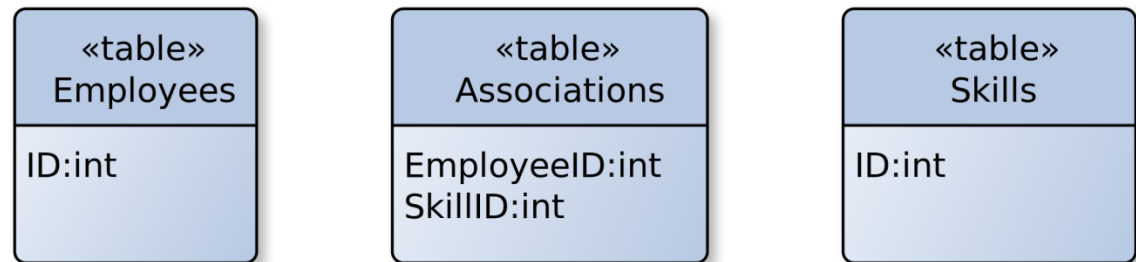 «table»
Employees
ID:int
«table»
Associations
EmployeeID:int
SkillID:int
«table»
Skills
ID:int